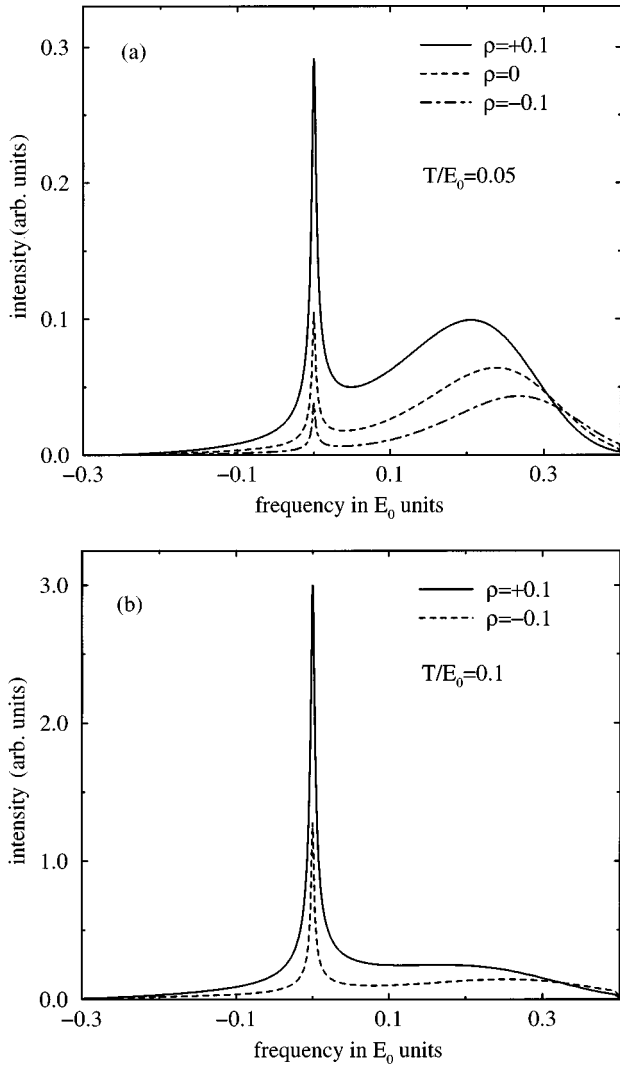 (a)
ρ=+0.1
ρ=0
ρ=−0.1
T/E₀=0.05
intensity (arb. units)
0.3
0.2
0.1
0.0
−0.3
−0.1
0.1
0.3
frequency in E₀ units
(b)
ρ=+0.1
ρ=−0.1
T/E₀=0.1
intensity (arb. units)
3.0
2.0
1.0
0.0
−0.3
−0.1
0.1
0.3
frequency in E₀ units